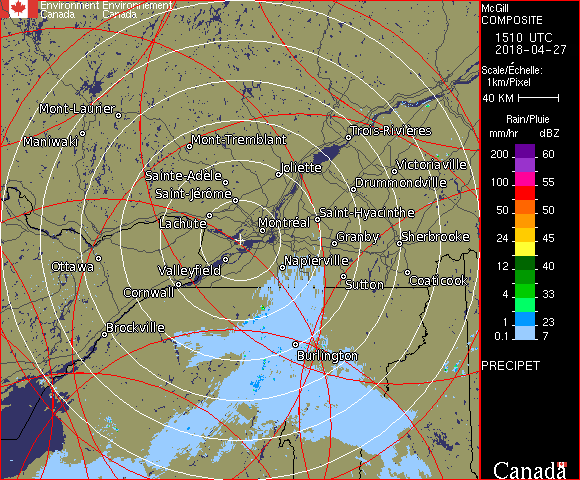 Environment Environnement
Canada Canada
McGill
COMPOSITE
1510 UTC
2018-04-27
Scale/Échelle:
1km/Pixel
40 KM
Rain/Pluie
mm/hr dBZ
200 60
55
100 55
50 50
24 45
12 40
4 33
1 23
0.1 7
PRECIPET
Mont-Laurier
Maniwaki
Mont-Tremblant
Trois-Rivières
Joliette
Victoriaville
Sainte-Adèle
Drummondville
Saint-Jérôme
Lachute
Montréal
Saint-Hyacinthe
Granby
Sherbrooke
Ottawa
Valleyfield
Napierville
Cornwall
Sutton
Coaticook
Brockville
Burlington
Canada